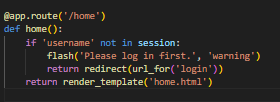 @app.route('/home')
def home():
    if 'username' not in session:
        flash('Please log in first.', 'warning')
        return redirect(url_for('login'))
    return render_template('home.html')